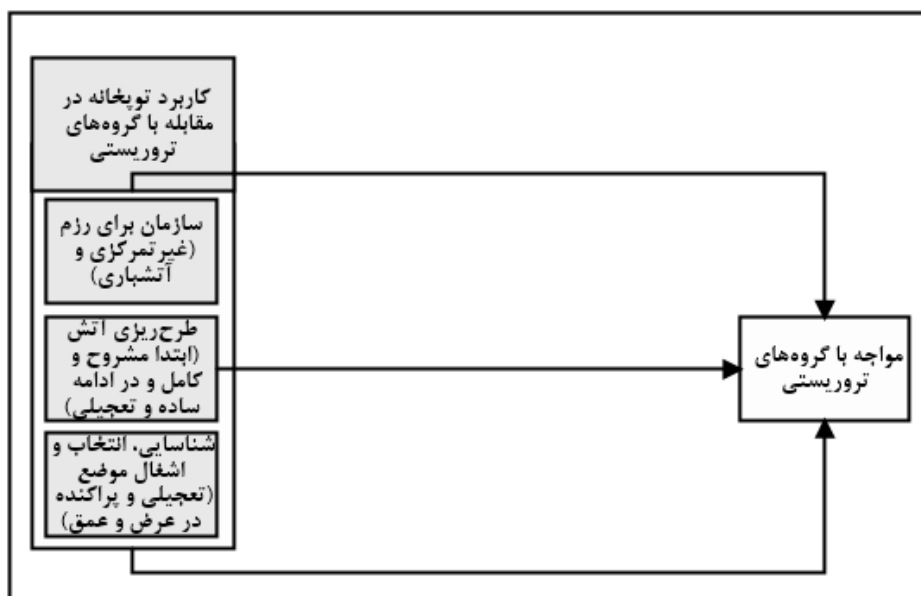 کاربرد توپخانه در
مقابله با گروه‌های
تروریستی
سازمان برای رزم
(غیرتمرکزی و
آتشباری)
طرح‌ریزی آتش
(ابتدا مشروح و
کامل و در ادامه
ساده و تعجیلی)
شناسایی، انتخاب و
اشغال موضع
(تعجیلی و پراکنده
در عرض و عمق)
مواجه با گروه‌های
تروریستی